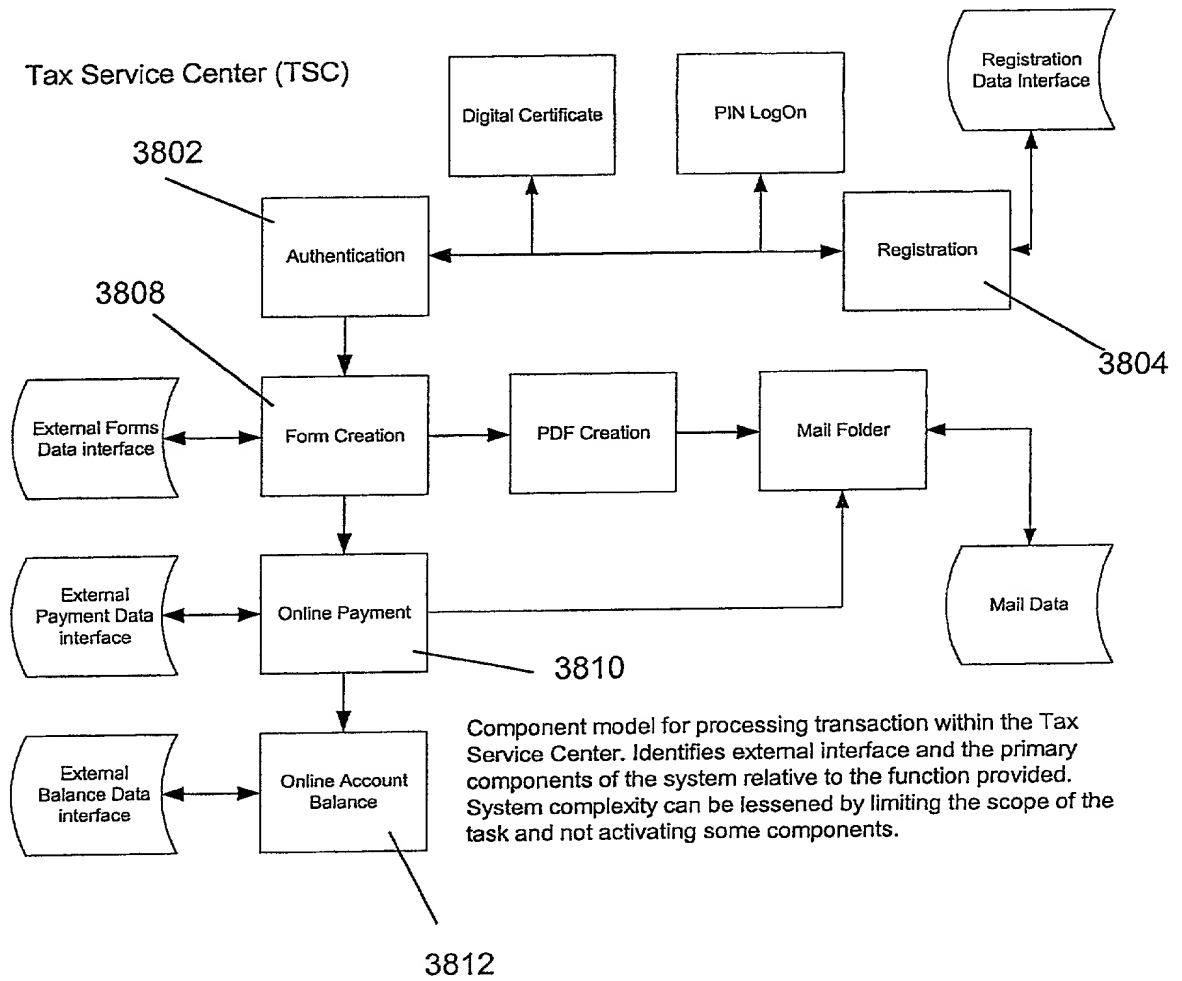 Tax Service Center (TSC)
Digital Certificate
PIN LogOn
Registration
Data Interface
3802
Authentication
Registration
3808
3804
External Forms
Data interface
Form Creation
PDF Creation
Mail Folder
External
Payment Data
interface
Online Payment
Mail Data
3810
Component model for processing transaction within the Tax
Service Center. Identifies external interface and the primary
components of the system relative to the function provided.
System complexity can be lessened by limiting the scope of the
task and not activating some components.
External
Balance Data
interface
Online Account
Balance
3812